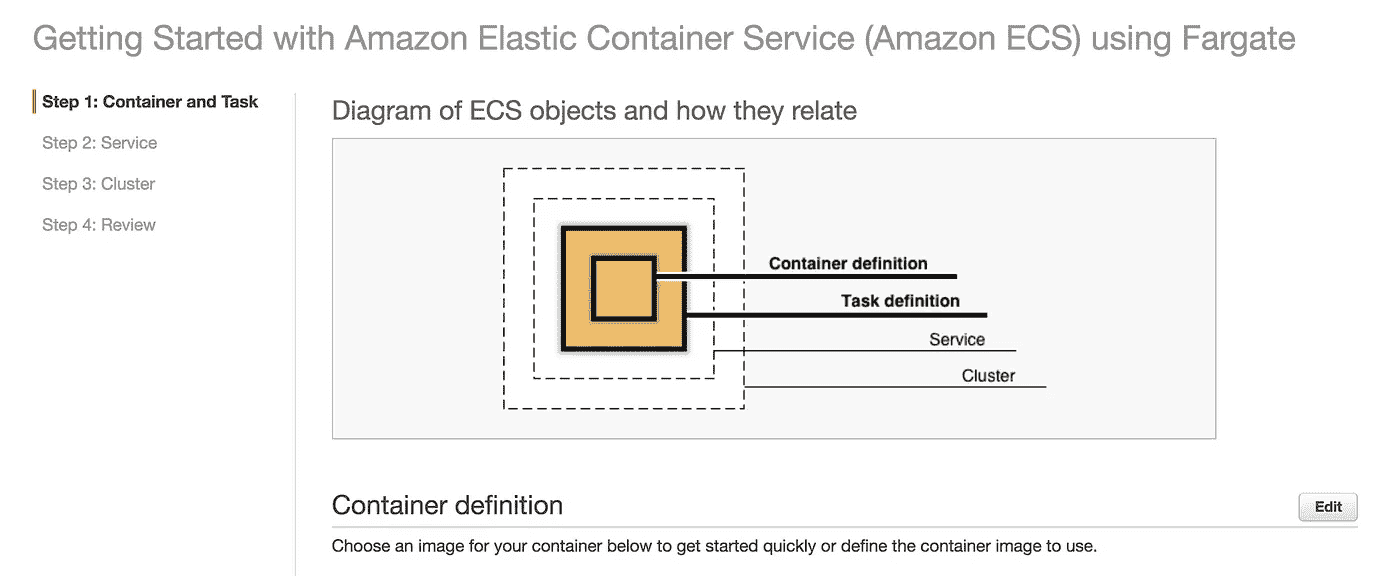 Getting Started with Amazon Elastic Container Service (Amazon ECS) using Fargate
Step 1: Container and Task
Step 2: Service
Step 3: Cluster
Step 4: Review
Diagram of ECS objects and how they relate
Container definition
Task definition
Service
Cluster
Container definition
Edit
Choose an image for your container below to get started quickly or define the container image to use.